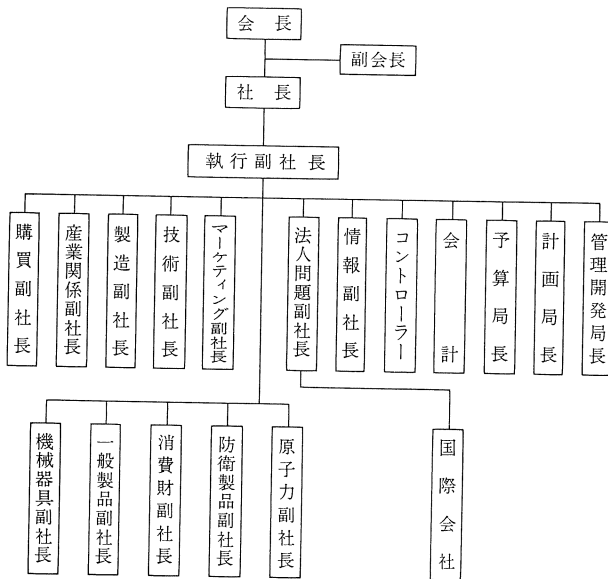 会長
副会長
社長
執行副社長
購買副社長
産業関係副社長
製造副社長
技術副社長
マーケティング副社長
法人問題副社長
情報副社長
コントローラー
会計
予算局長
計画局長
管理開発局長
機械器具副社長
一般製品副社長
消費財副社長
防衛製品副社長
原子力副社長
国際会社